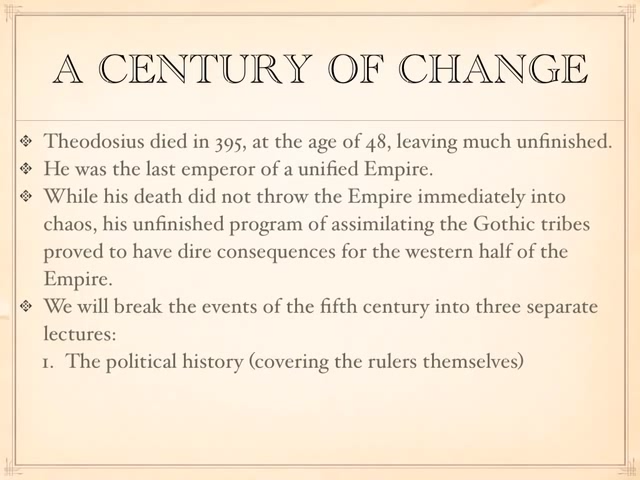 A CENTURY OF CHANGE
❖ Theodosius died in 395, at the age of 48, leaving much unfinished.
❖ He was the last emperor of a unified Empire.
❖ While his death did not throw the Empire immediately into
chaos, his unfinished program of assimilating the Gothic tribes
proved to have dire consequences for the western half of the
Empire.
❖ We will break the events of the fifth century into three separate
lectures:
1. The political history (covering the rulers themselves)